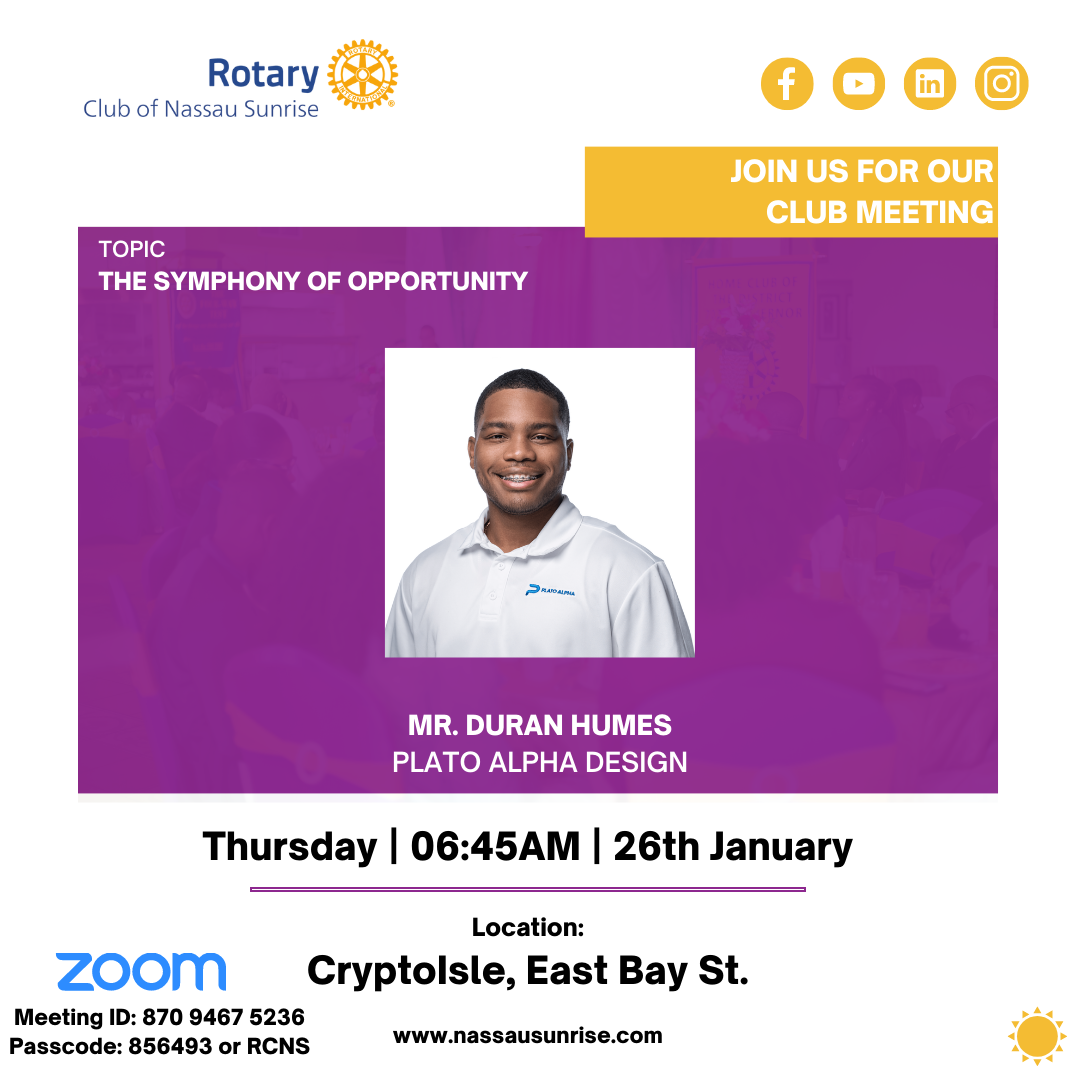 Rotary
Club of Nassau Sunrise
ROTARY
INTERNATIONAL
JOIN US FOR OUR
CLUB MEETING
TOPIC
THE SYMPHONY OF OPPORTUNITY
PLATO ALPHA
MR. DURAN HUMES
PLATO ALPHA DESIGN
Thursday | 06:45AM | 26th January
Location:
CryptoIsle, East Bay St.
zoom
Meeting ID: 870 9467 5236
Passcode: 856493 or RCNS
www.nassausunrise.com